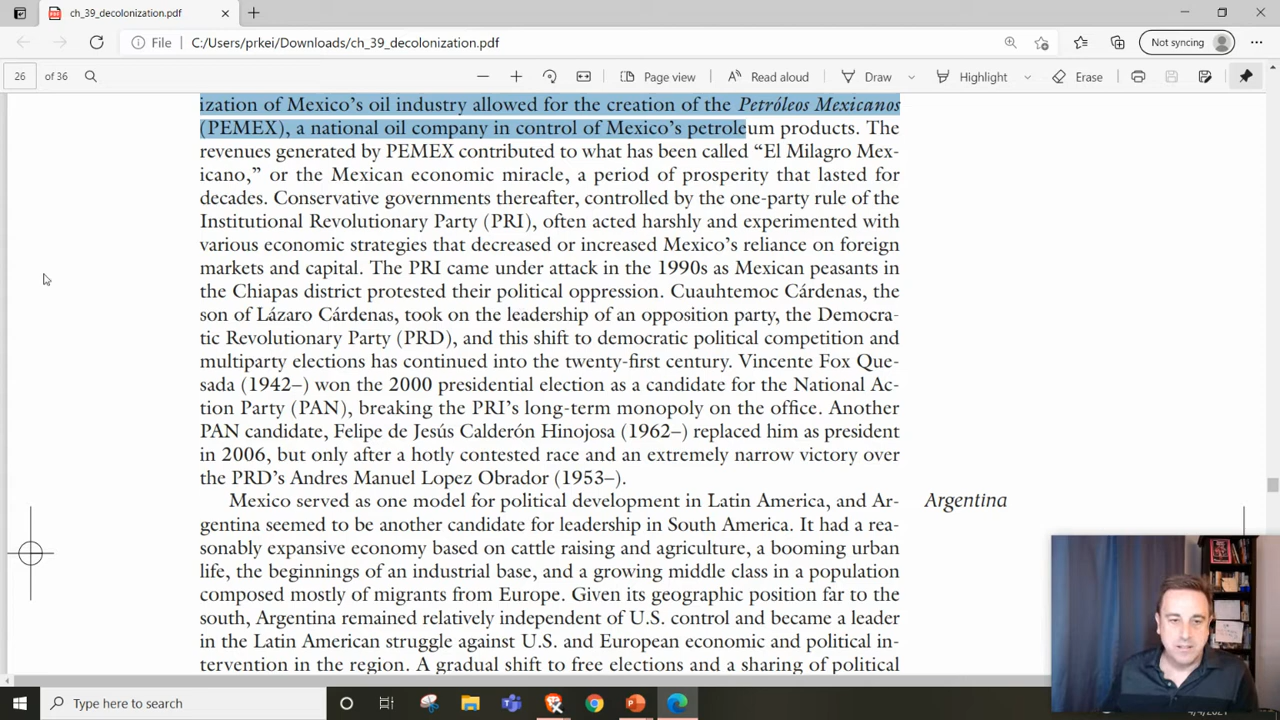 ch_39_decolonization.pdf
File
C:/Users/prkei/Downloads/ch_39_decolonization.pdf
Not syncing
26 of 36
Page view
Read aloud
Draw
Highlight
Erase
ization of Mexico's oil industry allowed for the creation of the Petróleos Mexicanos
(PEMEX), a national oil company in control of Mexico's petroleum products. The
revenues generated by PEMEX contributed to what has been called “El Milagro Mex-
icano,” or the Mexican economic miracle, a period of prosperity that lasted for
decades. Conservative governments thereafter, controlled by the one-party rule of the
Institutional Revolutionary Party (PRI), often acted harshly and experimented with
various economic strategies that decreased or increased Mexico's reliance on foreign
markets and capital. The PRI came under attack in the 1990s as Mexican peasants in
the Chiapas district protested their political oppression. Cuauhtemoc Cárdenas, the
son of Lázaro Cárdenas, took on the leadership of an opposition party, the Democra-
tic Revolutionary Party (PRD), and this shift to democratic political competition and
multiparty elections has continued into the twenty-first century. Vincente Fox Que-
sada (1942–) won the 2000 presidential election as a candidate for the National Ac-
tion Party (PAN), breaking the PRI's long-term monopoly on the office. Another
PAN candidate, Felipe de Jesús Calderón Hinojosa (1962–) replaced him as president
in 2006, but only after a hotly contested race and an extremely narrow victory over
the PRD's Andres Manuel Lopez Obrador (1953–).
Mexico served as one model for political development in Latin America, and Ar-
gentina seemed to be another candidate for leadership in South America. It had a rea-
sonably expansive economy based on cattle raising and agriculture, a booming urban
life, the beginnings of an industrial base, and a growing middle class in a population
composed mostly of migrants from Europe. Given its geographic position far to the
south, Argentina remained relatively independent of U.S. control and became a leader
in the Latin American struggle against U.S. and European economic and political in-
tervention in the region. A gradual shift to free elections and a sharing of political
Argentina
Type here to search